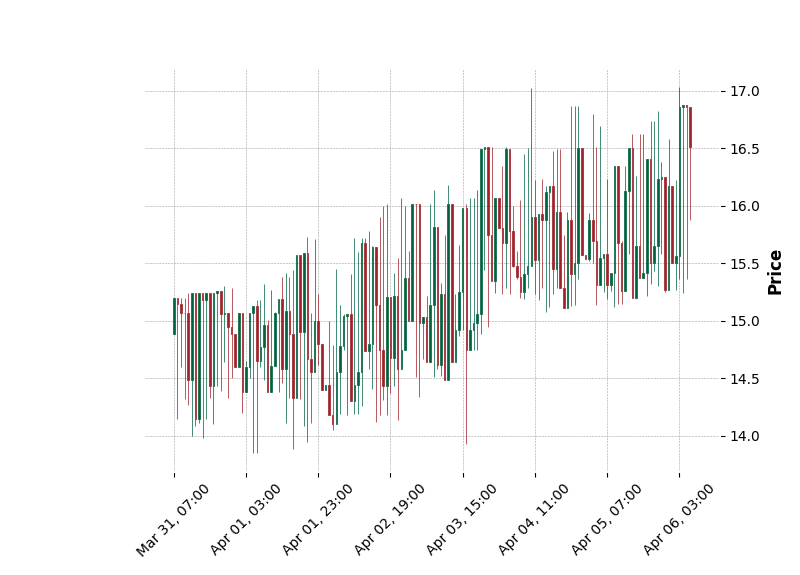 17.0
16.5
16.0
15.5
15.0
14.5
14.0
Price
Mar 31, 07:00
Apr 01, 03:00
Apr 01, 23:00
Apr 02, 19:00
Apr 03, 15:00
Apr 04, 11:00
Apr 05, 07:00
Apr 06, 03:00